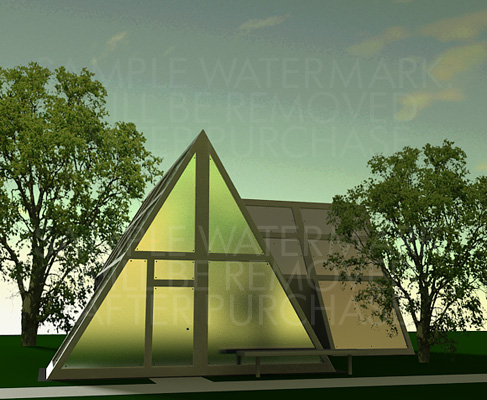 SAMPLE WATERMARK
WILL BE REMOVED
AFTER PURCHASE
SAMPLE WATERMARK
WILL BE REMOVED
AFTER PURCHASE